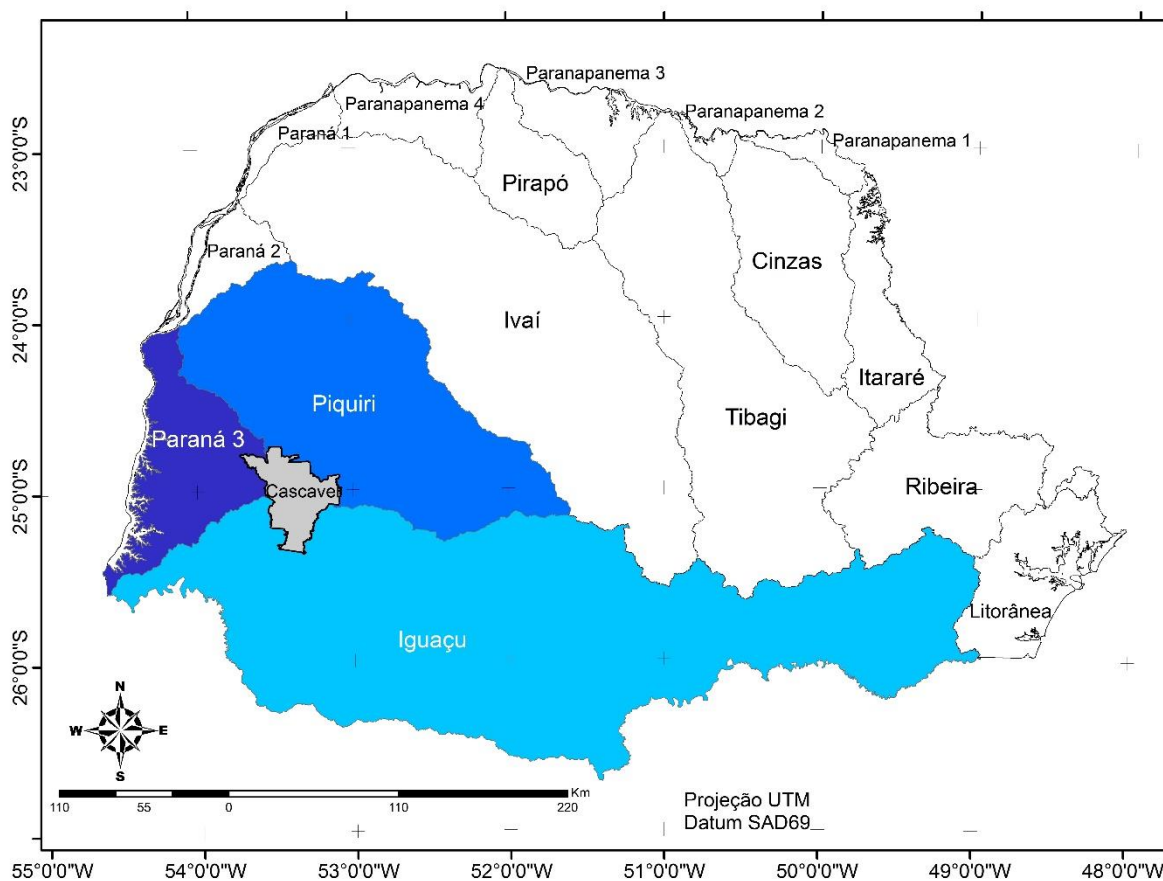 Paranapanema 3
Paranapanema 4
Paranapanema 2
Paraná 1
Paranapanema 1
23°0'0"S
Pirapó
Cinzas
Paraná 2
Ivaí
24°0'0"S
Itararé
Piquiri
Tibagi
Paraná 3
Cascavel
Ribeira
25°0'0"S
Litorânea
Iguaçu
26°0'0"S
N
W
E
S
Km
110
55
0
110
220
Projeção UTM
Datum SAD69
55°0'0"W
54°0'0"W
53°0'0"W
52°0'0"W
51°0'0"W
50°0'0"W
49°0'0"W
48°0'0"W